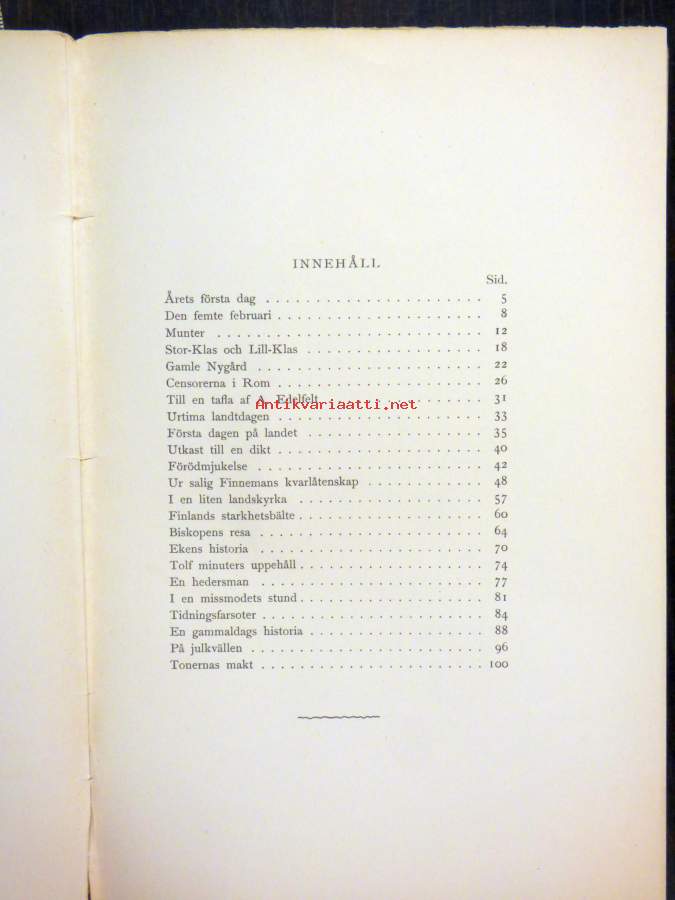 INNEHÅLL
Sid.
Årets första dag . . . . . . . . . . . . . . . . . . . . . 5
Den femte februari . . . . . . . . . . . . . . . . . . . . 8
Munter . . . . . . . . . . . . . . . . . . . . . . . . . 12
Stor-Klas och Lill-Klas . . . . . . . . . . . . . . . . . 18
Gamle Nygård . . . . . . . . . . . . . . . . . . . . . . 22
Censorerna i Rom . . . . . . . . . . . . . . . . . . . . 26
Till en tafla af A. Edelfelt . . . . . . . . . . . . . . . . 31
Antikvariaatti.net
Urtima landtdagen . . . . . . . . . . . . . . . . . . . . 33
Första dagen på landet . . . . . . . . . . . . . . . . . 35
Utkast till en dikt . . . . . . . . . . . . . . . . . . . . 40
Förödmjukelse . . . . . . . . . . . . . . . . . . . . . . 42
Ur salig Finnemans kvarlåtenskap . . . . . . . . . . . . 48
I en liten landskyrka . . . . . . . . . . . . . . . . . . 57
Finlands starkhetsbälte . . . . . . . . . . . . . . . . . . 60
Biskopens resa . . . . . . . . . . . . . . . . . . . . . . 64
Ekens historia . . . . . . . . . . . . . . . . . . . . . . 70
Tolf minuters uppehåll . . . . . . . . . . . . . . . . . . 74
En hedersman . . . . . . . . . . . . . . . . . . . . . . 77
I en missmodets stund . . . . . . . . . . . . . . . . . . 81
Tidningsfarsoter . . . . . . . . . . . . . . . . . . . . . 84
En gammaldags historia . . . . . . . . . . . . . . . . . 88
På julkvällen . . . . . . . . . . . . . . . . . . . . . . 96
Tonernas makt . . . . . . . . . . . . . . . . . . . . . . 100